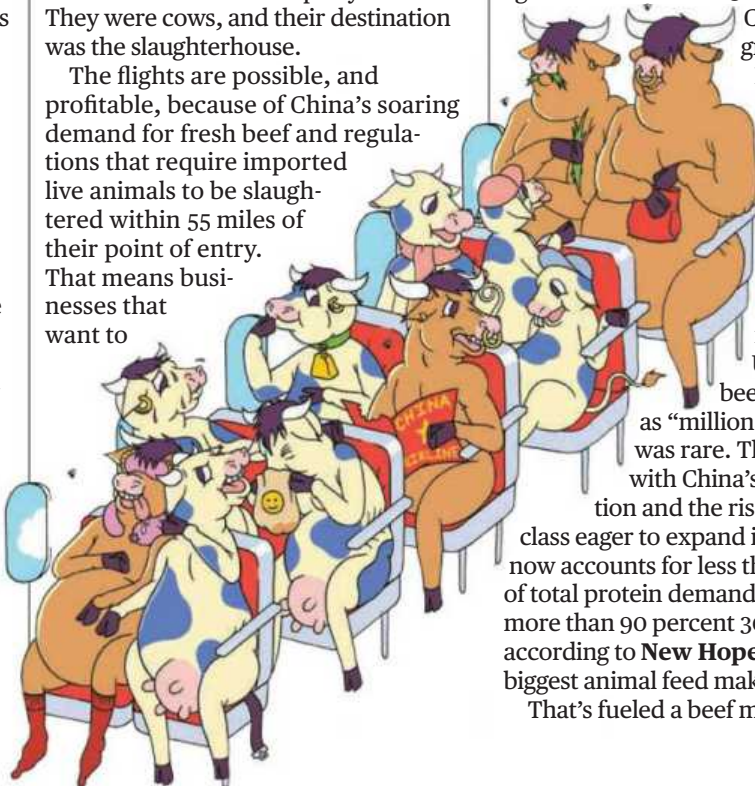 They were cows, and their destination
was the slaughterhouse.
The flights are possible, and
profitable, because of China’s soaring
demand for fresh beef and regula-
tions that require imported
live animals to be slaugh-
tered within 55 miles of
their point of entry.
That means busi-
nesses that
want to
CHINA
bee
as “million
was rare. Th
with China’s
tion and the ris
class eager to expand i
now accounts for less th
of total protein demand
more than 90 percent 30
according to New Hope
biggest animal feed mak
That’s fueled a beef m